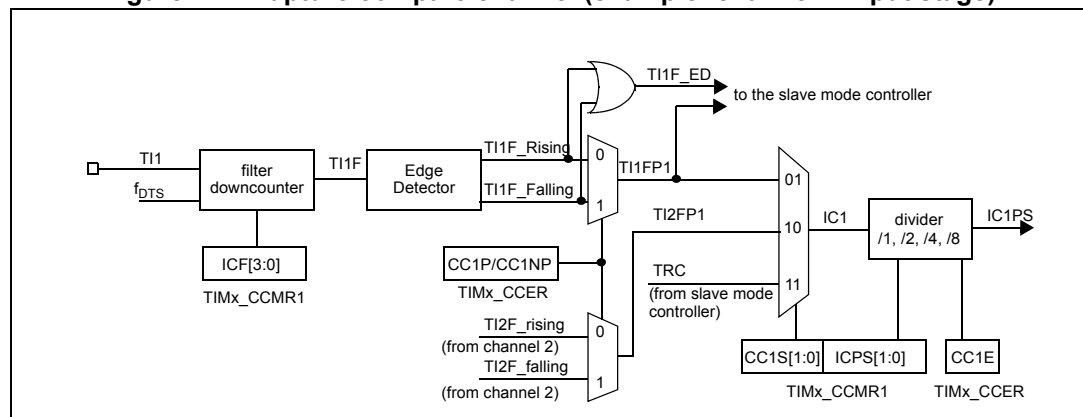 TI1F_ED
to the slave mode controller
TI1
f_DTS
filter
downcounter
TI1F
Edge
Detector
TI1F_Rising
TI1F_Falling
0
1
TI1FP1
TI2FP1
01
10
11
IC1
divider
/1, /2, /4, /8
IC1PS
ICF[3:0]
TIMx_CCMR1
CC1P/CC1NP
TIMx_CCER
TRC
(from slave mode
controller)
TI2F_rising
(from channel 2)
TI2F_falling
(from channel 2)
0
1
CC1S[1:0]
ICPS[1:0]
CC1E
TIMx_CCMR1
TIMx_CCER